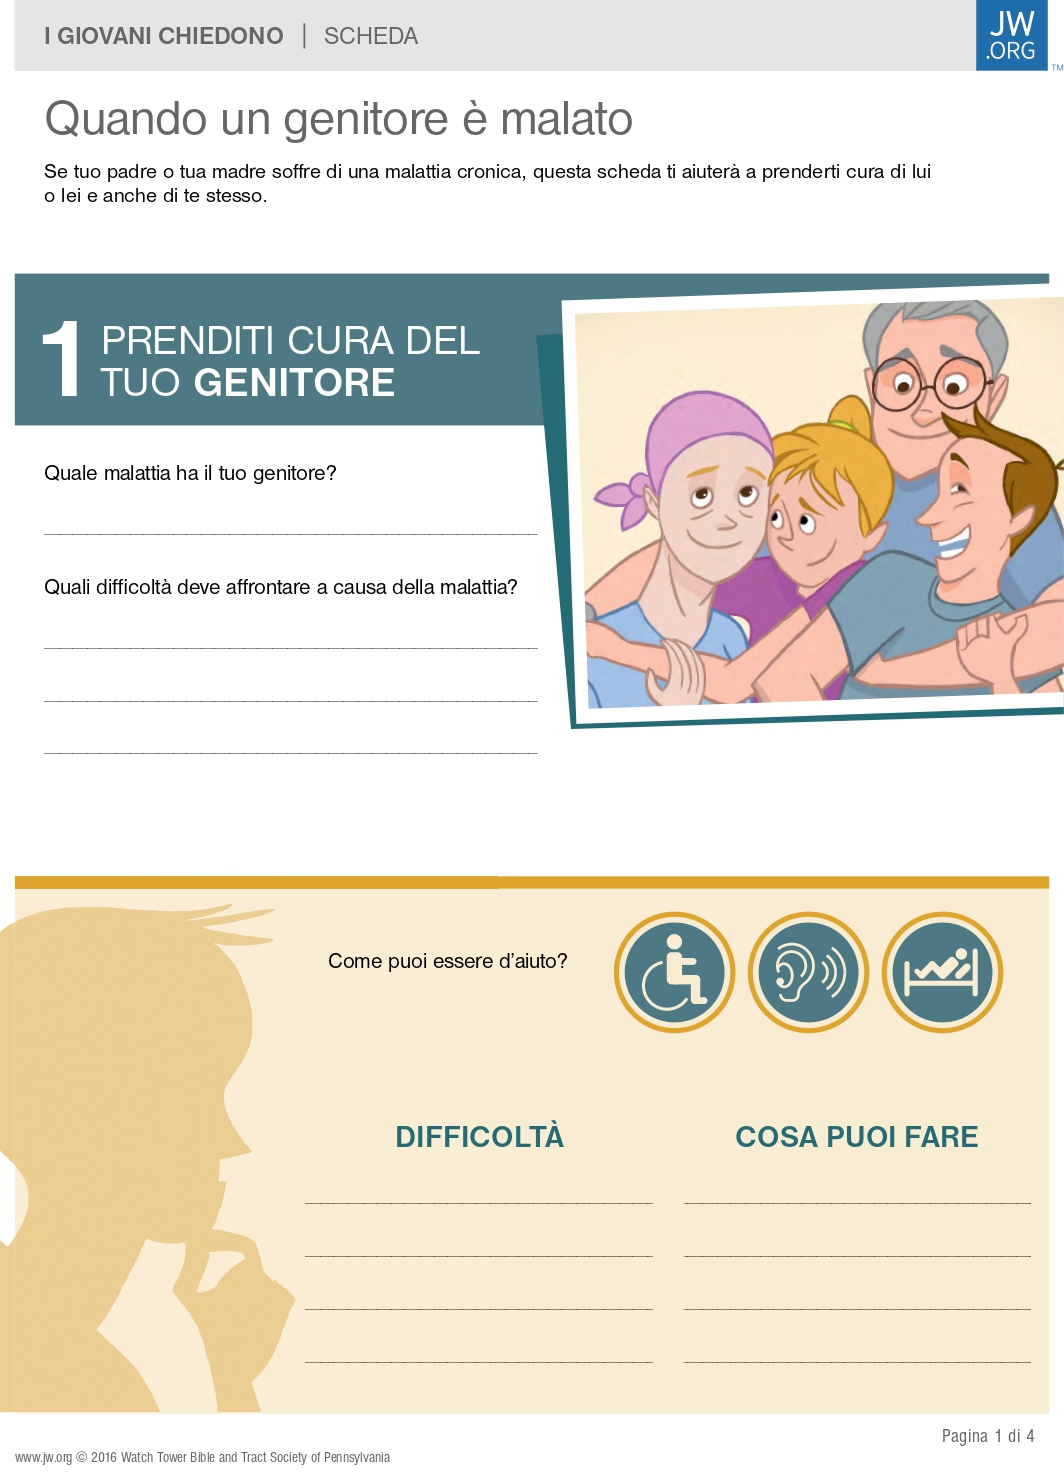 I GIOVANI CHIEDONO | SCHEDA
JW
.ORG
TM
Quando un genitore è malato
Se tuo padre o tua madre soffre di una malattia cronica, questa scheda ti aiuterà a prenderti cura di lui
o lei e anche di te stesso.
1 PRENDITI CURA DEL
TUO GENITORE
Quale malattia ha il tuo genitore?
Quali difficoltà deve affrontare a causa della malattia?
Come puoi essere d’aiuto?
DIFFICOLTÀ
COSA PUOI FARE
Pagina 1 di 4
www.jw.org © 2016 Watch Tower Bible and Tract Society of Pennsylvania